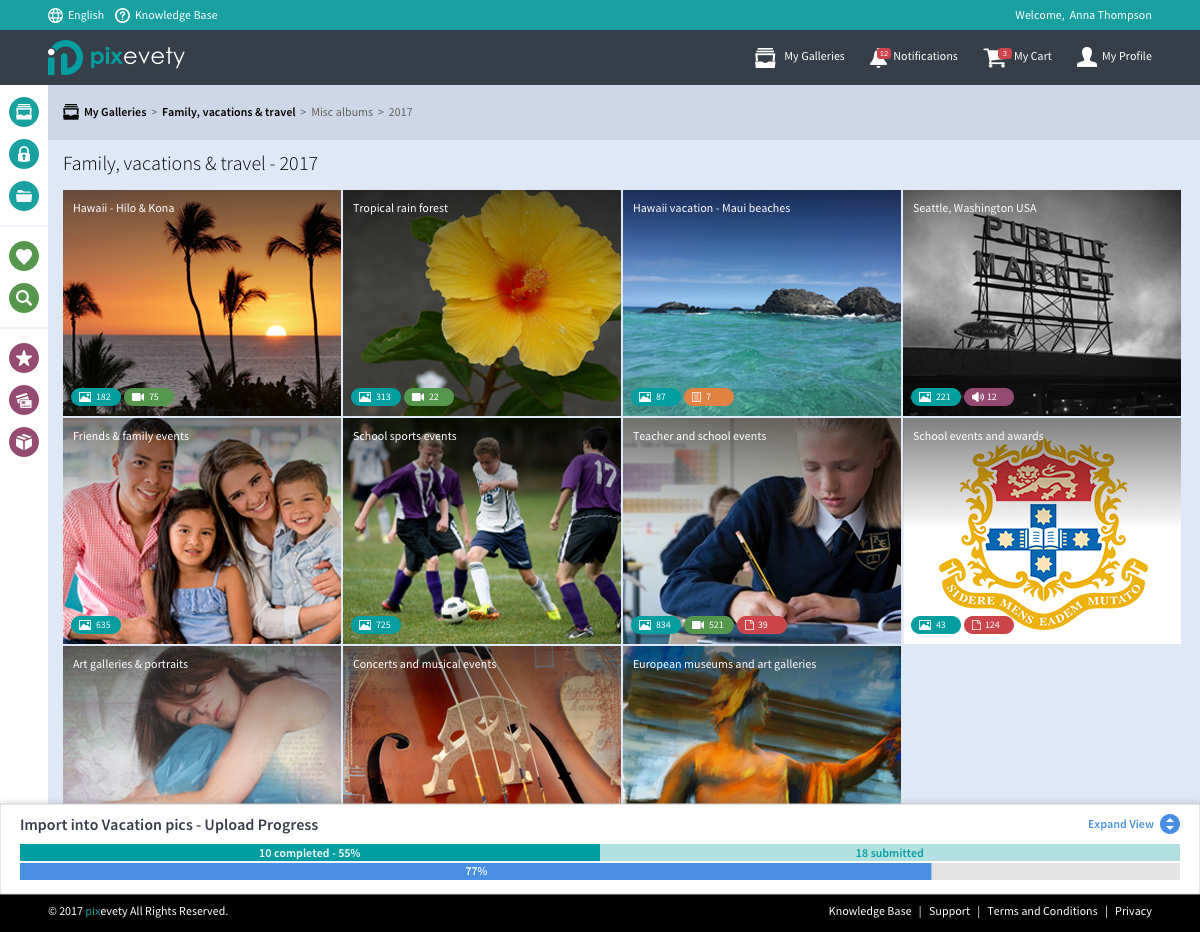 English Knowledge Base Welcome, Anna Thompson
pixevety My Galleries 12 Notifications 3 My Cart My Profile
My Galleries > Family, vacations & travel > Misc albums > 2017
Family, vacations & travel - 2017
Hawaii - Hilo & Kona
182 75
Tropical rain forest
313 22
Hawaii vacation - Maui beaches
87 7
Seattle, Washington USA
PUBLIC
MARKET
221 12
Friends & family events
635
School sports events
17
725
Teacher and school events
834 521 39
School events and awards
SIDERE MENS EADEM MUTATO
43 124
Art galleries & portraits
Concerts and musical events
European museums and art galleries
Import into Vacation pics - Upload Progress Expand View
10 completed - 55% 18 submitted
77%
© 2017 pixevety All Rights Reserved. Knowledge Base | Support | Terms and Conditions | Privacy